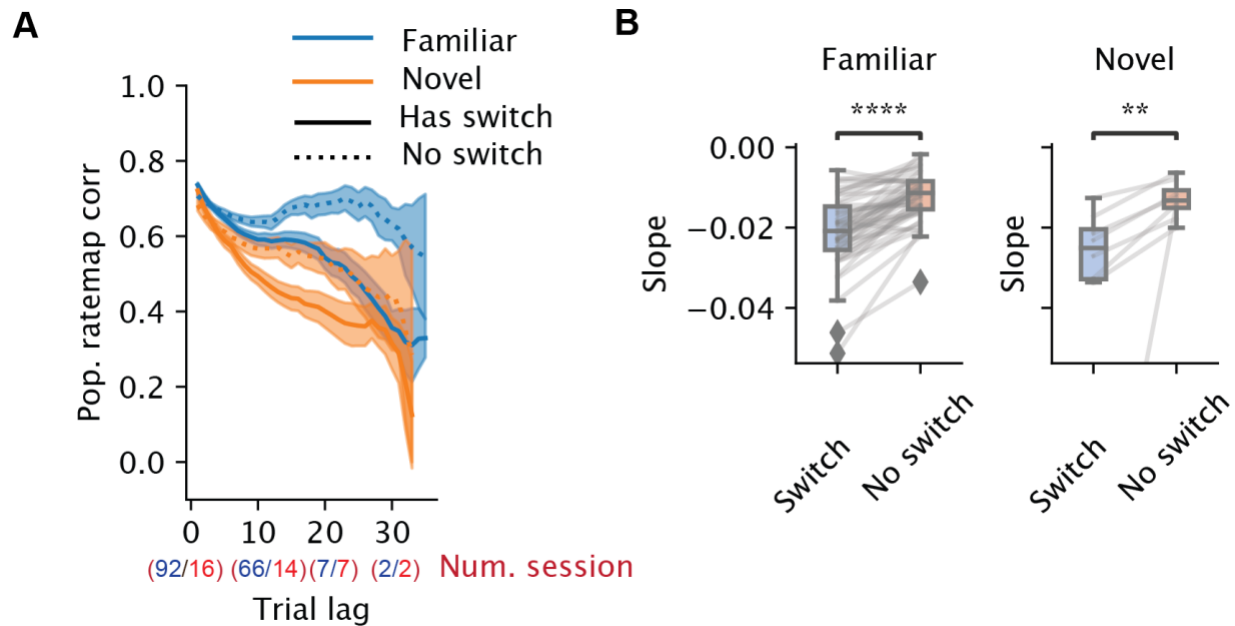 A
Familiar
Novel
Has switch
No switch
Pop. ratemap corr
1.0
0.8
0.6
0.4
0.2
0.0
0 10 20 30
(92/16) (66/14) (7/7) (2/2) Num. session
Trial lag
B
Familiar
Novel
****
**
Slope
0.00
−0.02
−0.04
Slope
Switch
No switch
Switch
No switch